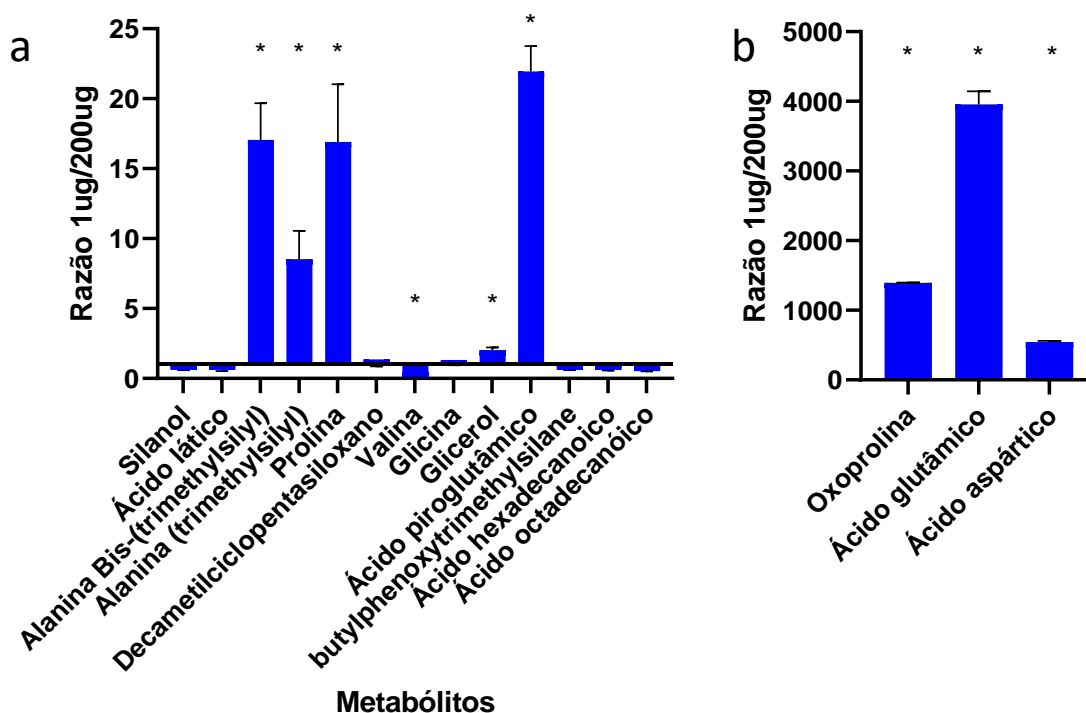 a
Razão 1ug/200ug
25
20
15
10
5
0
* * * * * *
Silanol
Ácido lático
Alanina Bis-(trimethylsilyl)
Alanina (trimethylsilyl)
Prolina
Decametilciclopentasiloxano
Valina
Glicina
Glicerol
Ácido piroglutâmico
butylphenoxytrimethylsilane
Ácido hexadecanoico
Ácido octadecanóico
Metabólitos
b
Razão 1ug/200ug
5000
4000
3000
2000
1000
0
* * *
Oxoprolina
Ácido glutâmico
Ácido aspártico